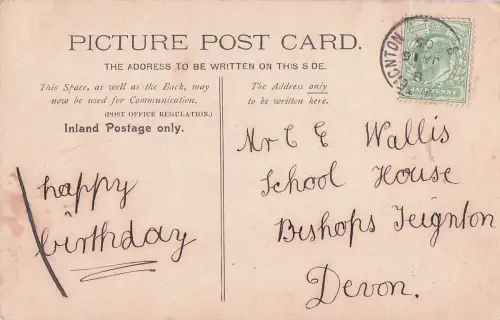 PICTURE POST CARD.
THE ADDRESS TO BE WRITTEN ON THIS S DE.
This Space, as well as the Back, may
now be used for Communication.
(POST OFFICE REGULATION.)
Inland Postage only.
The Address only
to be written here.
HALF PENNY
happy
birthday
Mr C E Wallis
School House
Bishops Teignton
Devon.